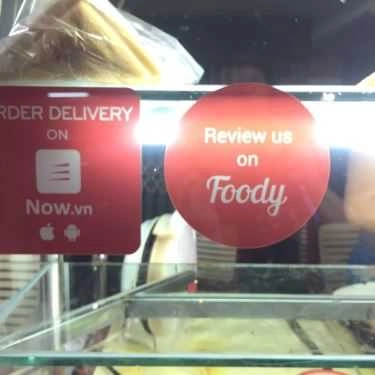 RDER DELIVERY
ON
Now.vn
Review us
on
Foody